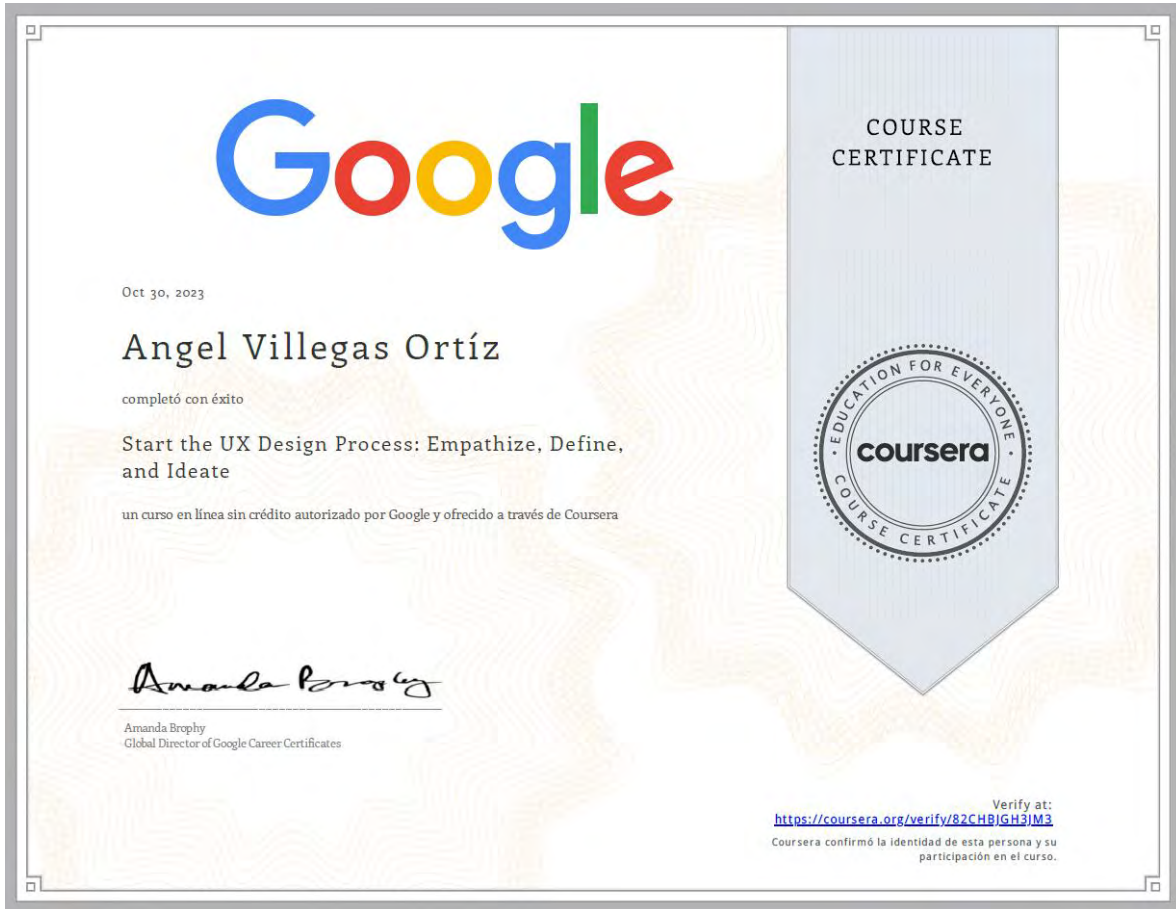 Google
COURSE
CERTIFICATE
Oct 30, 2023
Angel Villegas Ortíz
completó con éxito
Start the UX Design Process: Empathize, Define,
and Ideate
un curso en línea sin crédito autorizado por Google y ofrecido a través de Coursera
EDUCATION FOR EVERYONE
coursera
COURSE CERTIFICATE
Amanda Brophy
Amanda Brophy
Global Director of Google Career Certificates
Verify at:
https://coursera.org/verify/82CHBJGH3JM3
Coursera confirmó la identidad de esta persona y su
participación en el curso.